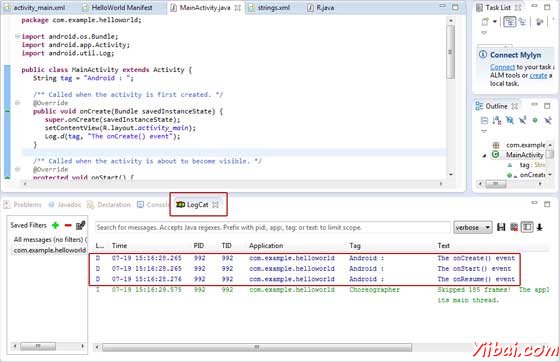 activity_main.xml HelloWorld Manifest MainActivity.java strings.xml R.java
package com.example.helloworld;
import android.os.Bundle;
import android.app.Activity;
import android.util.Log;
public class MainActivity extends Activity {
String tag = "Android : ";
/** Called when the activity is first created. */
@Override
public void onCreate(Bundle savedInstanceState) {
super.onCreate(savedInstanceState);
setContentView(R.layout.activity_main);
Log.d(tag, "The onCreate() event");
}
/** Called when the activity is about to become visible. */
@Override
protected void onStart() {
Task List
Connect Mylyn
Connect to your task a
ALM tools or create a
local task.
Outline
com.example
MainActivity
tag : Strin
onCreat
Problems Javadoc Declaration Console LogCat
Saved Filters
All messages (no filters) (
com.example.helloworld
Search for messages. Accepts Java regexes. Prefix with pid:, app:, tag: or text: to limit scope.
verbose
L... Time PID TID Application Tag Text
D 07-19 15:16:28.265 992 992 com.example.helloworld Android : The onCreate() event
D 07-19 15:16:28.265 992 992 com.example.helloworld Android : The onStart() event
D 07-19 15:16:28.276 992 992 com.example.helloworld Android : The onResume() event
I 07-19 15:16:29.575 992 992 com.example.helloworld Choreographer Skipped 185 frames! The appl
its main thread.
Yiibai.com